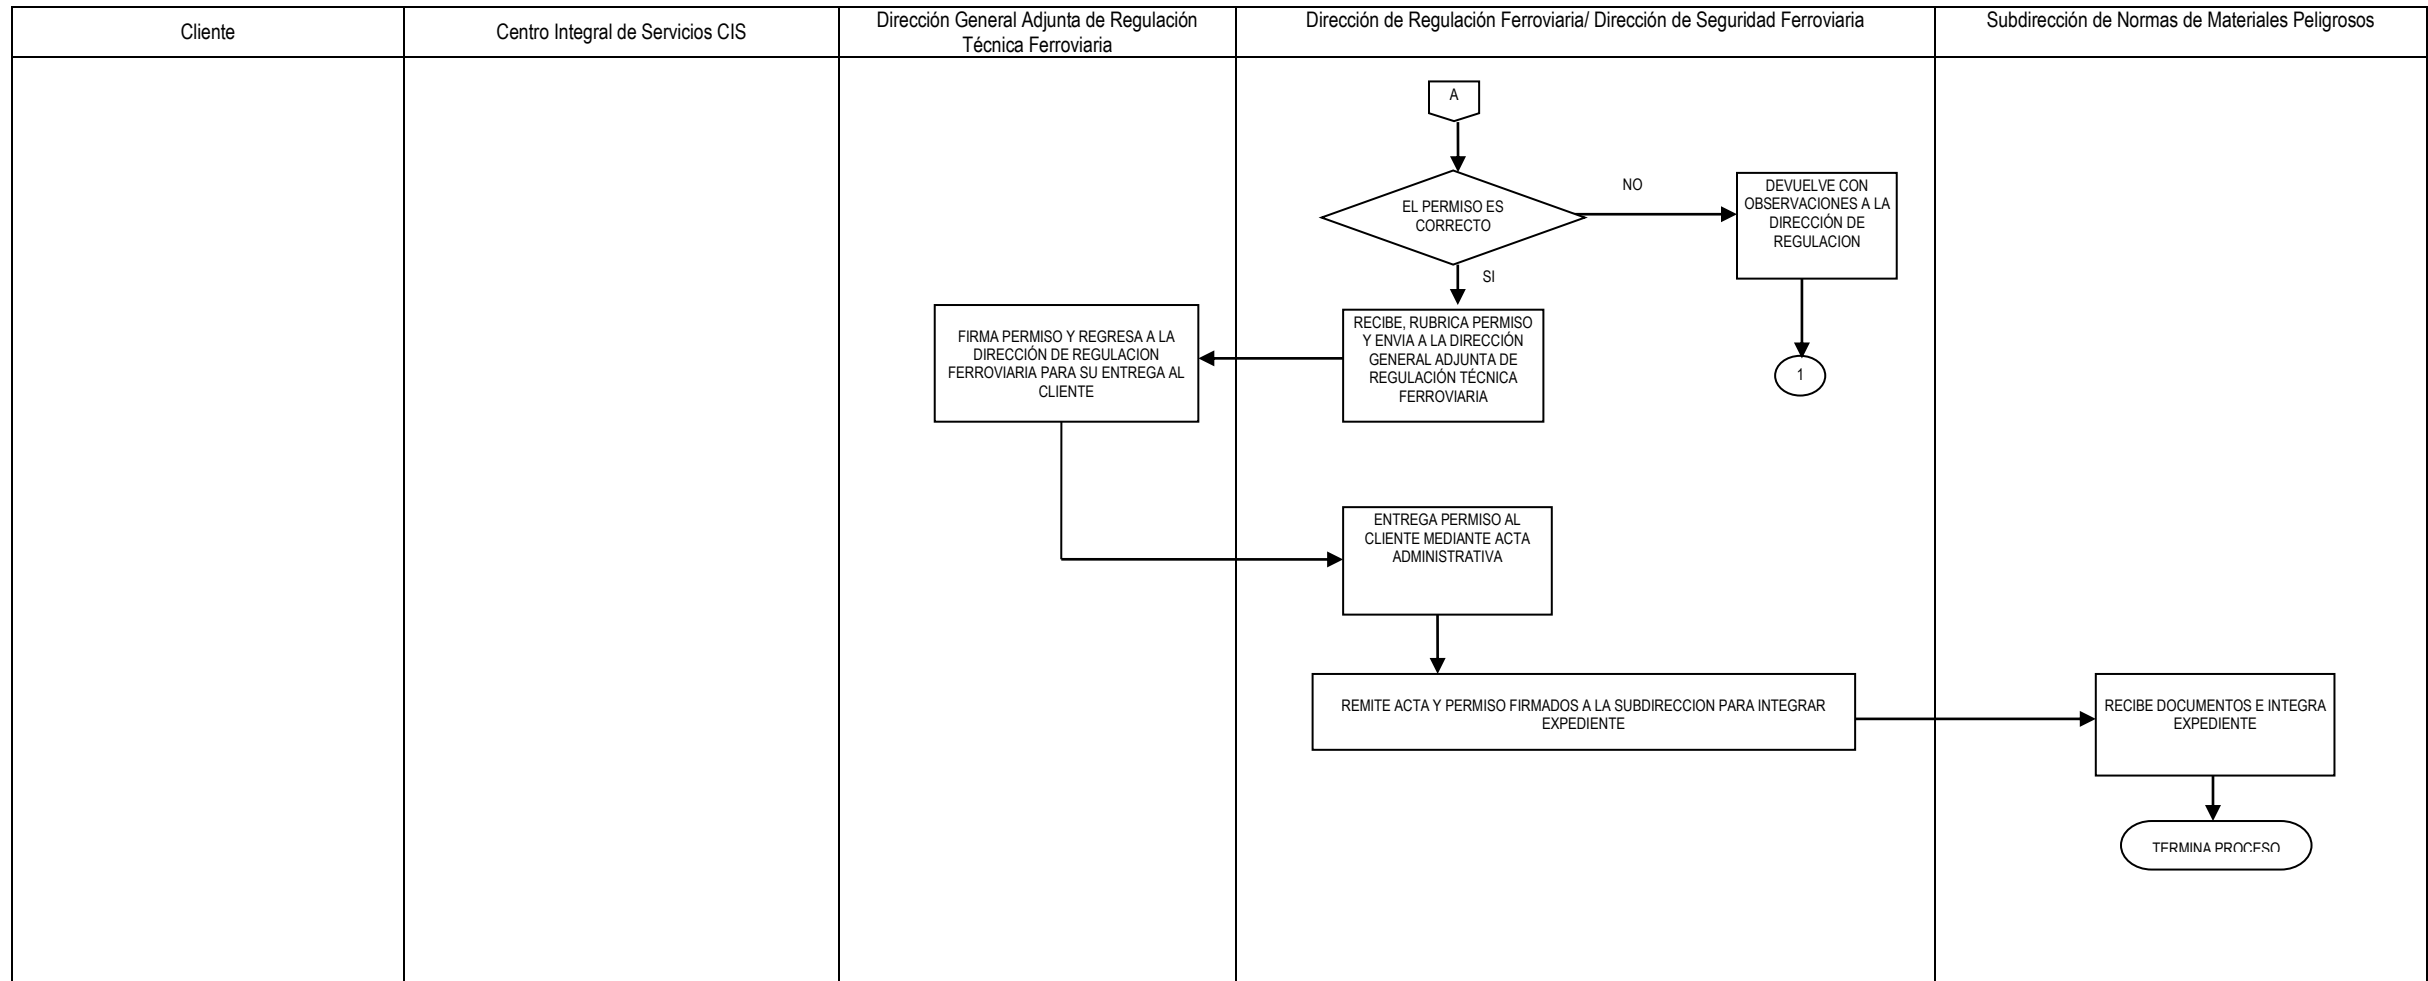 Cliente
Centro Integral de Servicios CIS
Dirección General Adjunta de Regulación
Técnica Ferroviaria
Dirección de Regulación Ferroviaria/ Dirección de Seguridad Ferroviaria
Subdirección de Normas de Materiales Peligrosos
A
EL PERMISO ES
CORRECTO
NO
DEVUELVE CON
OBSERVACIONES A LA
DIRECCIÓN DE
REGULACION
SI
1
RECIBE, RUBRICA PERMISO
Y ENVIA A LA DIRECCIÓN
GENERAL ADJUNTA DE
REGULACIÓN TÉCNICA
FERROVIARIA
FIRMA PERMISO Y REGRESA A LA
DIRECCIÓN DE REGULACION
FERROVIARIA PARA SU ENTREGA AL
CLIENTE
ENTREGA PERMISO AL
CLIENTE MEDIANTE ACTA
ADMINISTRATIVA
REMITE ACTA Y PERMISO FIRMADOS A LA SUBDIRECCION PARA INTEGRAR
EXPEDIENTE
RECIBE DOCUMENTOS E INTEGRA
EXPEDIENTE
TERMINA PROCESO